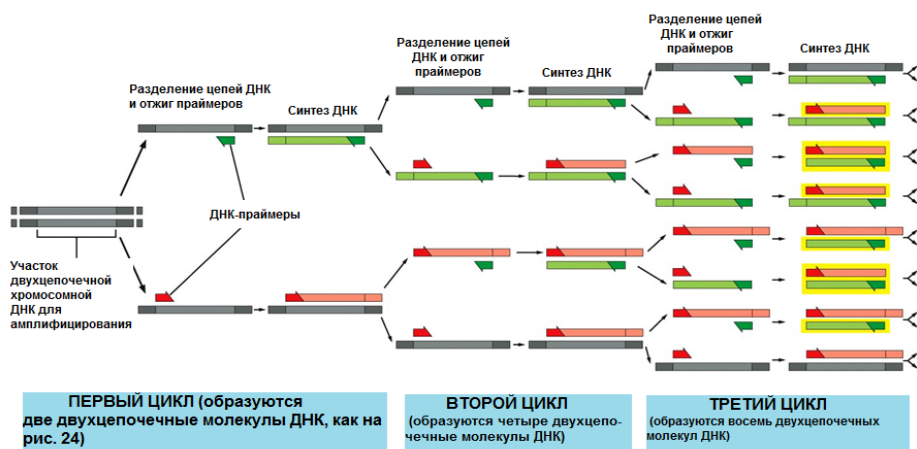 Разделение цепей ДНК
и отжиг праймеров
Синтез ДНК
Разделение цепей
ДНК и отжиг
праймеров
Синтез ДНК
Разделение цепей
ДНК и отжиг
праймеров
Синтез ДНК
ДНК-праймеры
Участок
двухцепочечной
хромосомной
ДНК для
амплифицирования
ПЕРВЫЙ ЦИКЛ (образуются
две двухцепочечные молекулы ДНК, как на
рис. 24)
ВТОРОЙ ЦИКЛ
(образуются четыре двухцепо-
чечные молекулы ДНК)
ТРЕТИЙ ЦИКЛ
(образуются восемь двухцепочечных
молекул ДНК)